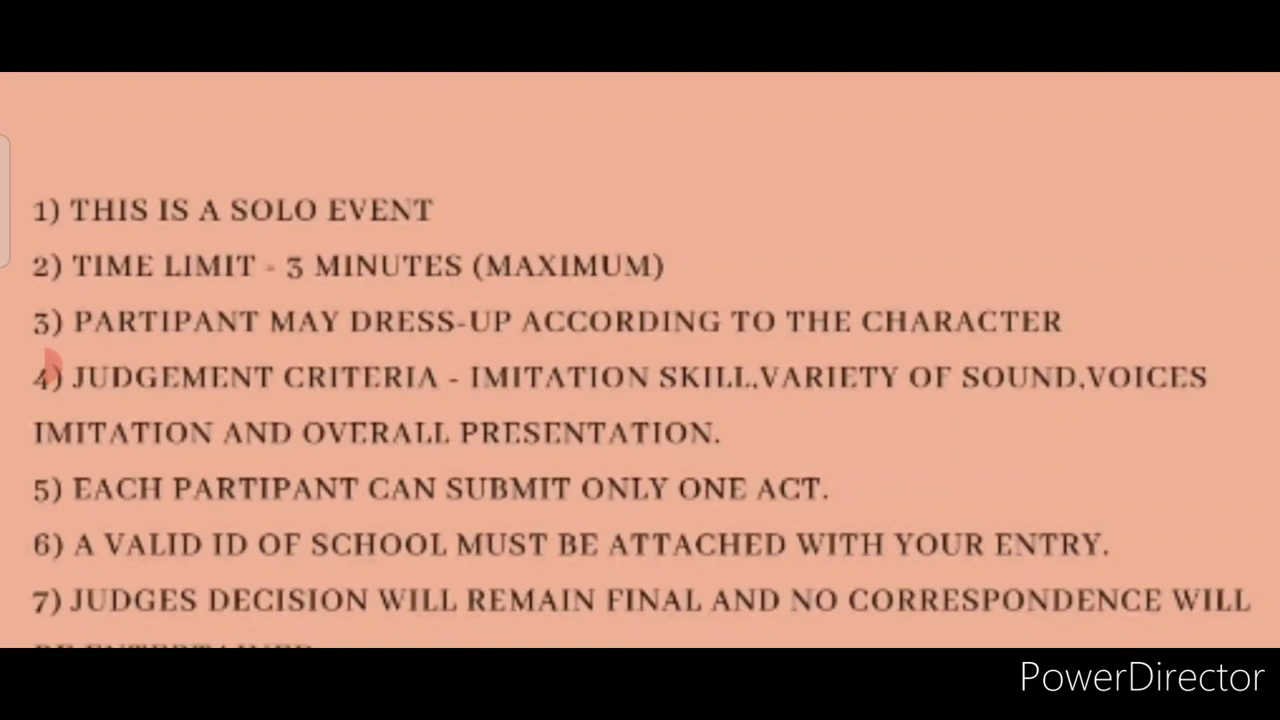 1) THIS IS A SOLO EVENT
2) TIME LIMIT - 3 MINUTES (MAXIMUM)
3) PARTIPANT MAY DRESS-UP ACCORDING TO THE CHARACTER
4) JUDGEMENT CRITERIA - IMITATION SKILL,VARIETY OF SOUND,VOICES
IMITATION AND OVERALL PRESENTATION.
5) EACH PARTIPANT CAN SUBMIT ONLY ONE ACT.
6) A VALID ID OF SCHOOL MUST BE ATTACHED WITH YOUR ENTRY.
7) JUDGES DECISION WILL REMAIN FINAL AND NO CORRESPONDENCE WILL
PowerDirector